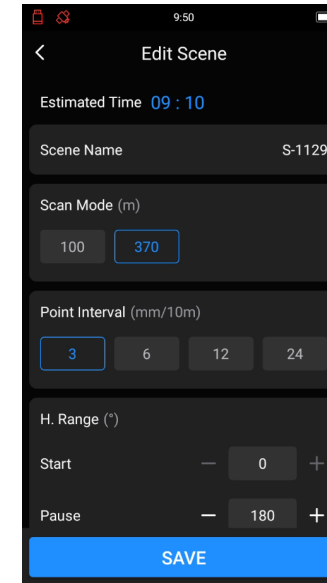 9:50
Edit Scene
Estimated Time 09 : 10
Scene Name S-1129
Scan Mode (m)
100 370
Point Interval (mm/10m)
3 6 12 24
H. Range (°)
Start — 0 +
Pause — 180 +
SAVE